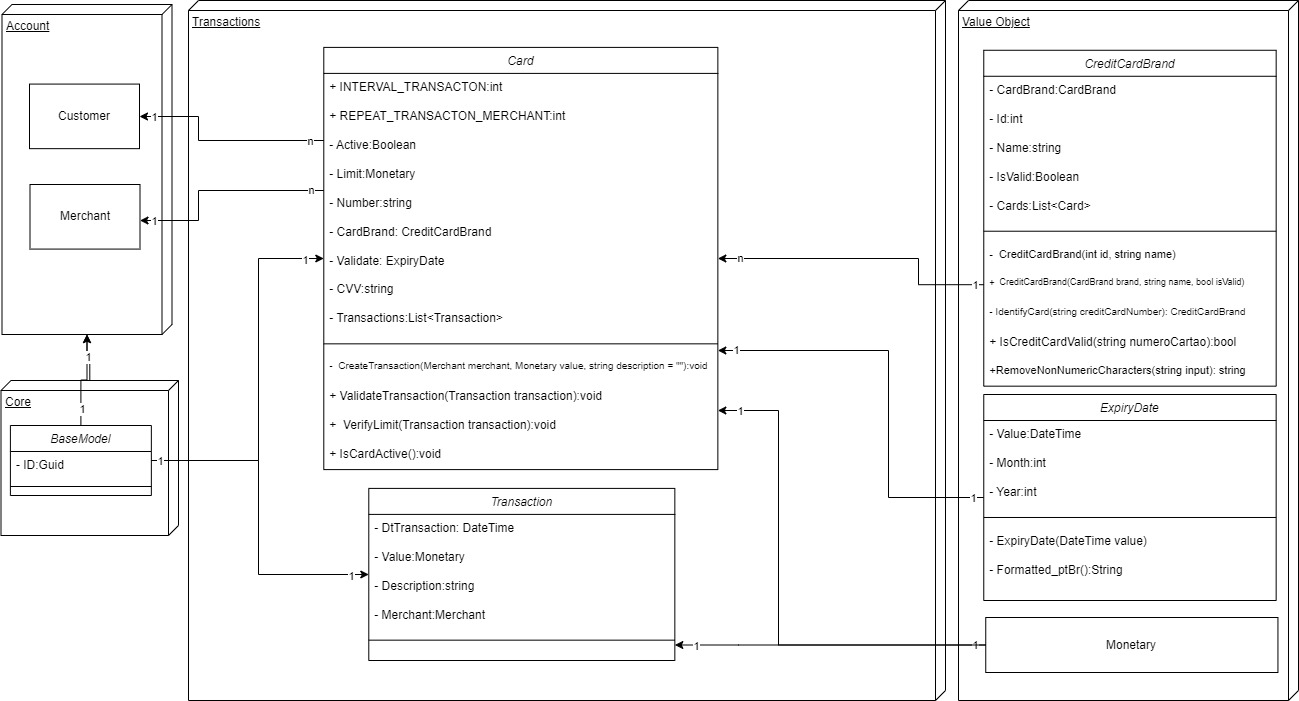 Account
Customer
Merchant
1
n
1
n
Core
BaseModel
- ID:Guid
1
1
1
1
1
Transactions
Card
+ INTERVAL_TRANSACTON:int
+ REPEAT_TRANSACTON_MERCHANT:int
- Active:Boolean
- Limit:Monetary
- Number:string
- CardBrand: CreditCardBrand
- Validate: ExpiryDate
- CVV:string
- Transactions:List<Transaction>
- CreateTransaction(Merchant merchant, Monetary value, string description = ""):void
+ ValidateTransaction(Transaction transaction):void
+ VerifyLimit(Transaction transaction):void
+ IsCardActive():void
Transaction
- DtTransaction: DateTime
- Value:Monetary
- Description:string
- Merchant:Merchant
n
1
1
1
1
1
1
Value Object
CreditCardBrand
- CardBrand:CardBrand
- Id:int
- Name:string
- IsValid:Boolean
- Cards:List<Card>
- CreditCardBrand(int id, string name)
+ CreditCardBrand(CardBrand brand, string name, bool isValid)
- IdentifyCard(string creditCardNumber): CreditCardBrand
+ IsCreditCardValid(string numeroCartao):bool
+RemoveNonNumericCharacters(string input): string
ExpiryDate
- Value:DateTime
- Month:int
- Year:int
- ExpiryDate(DateTime value)
- Formatted_ptBr():String
Monetary